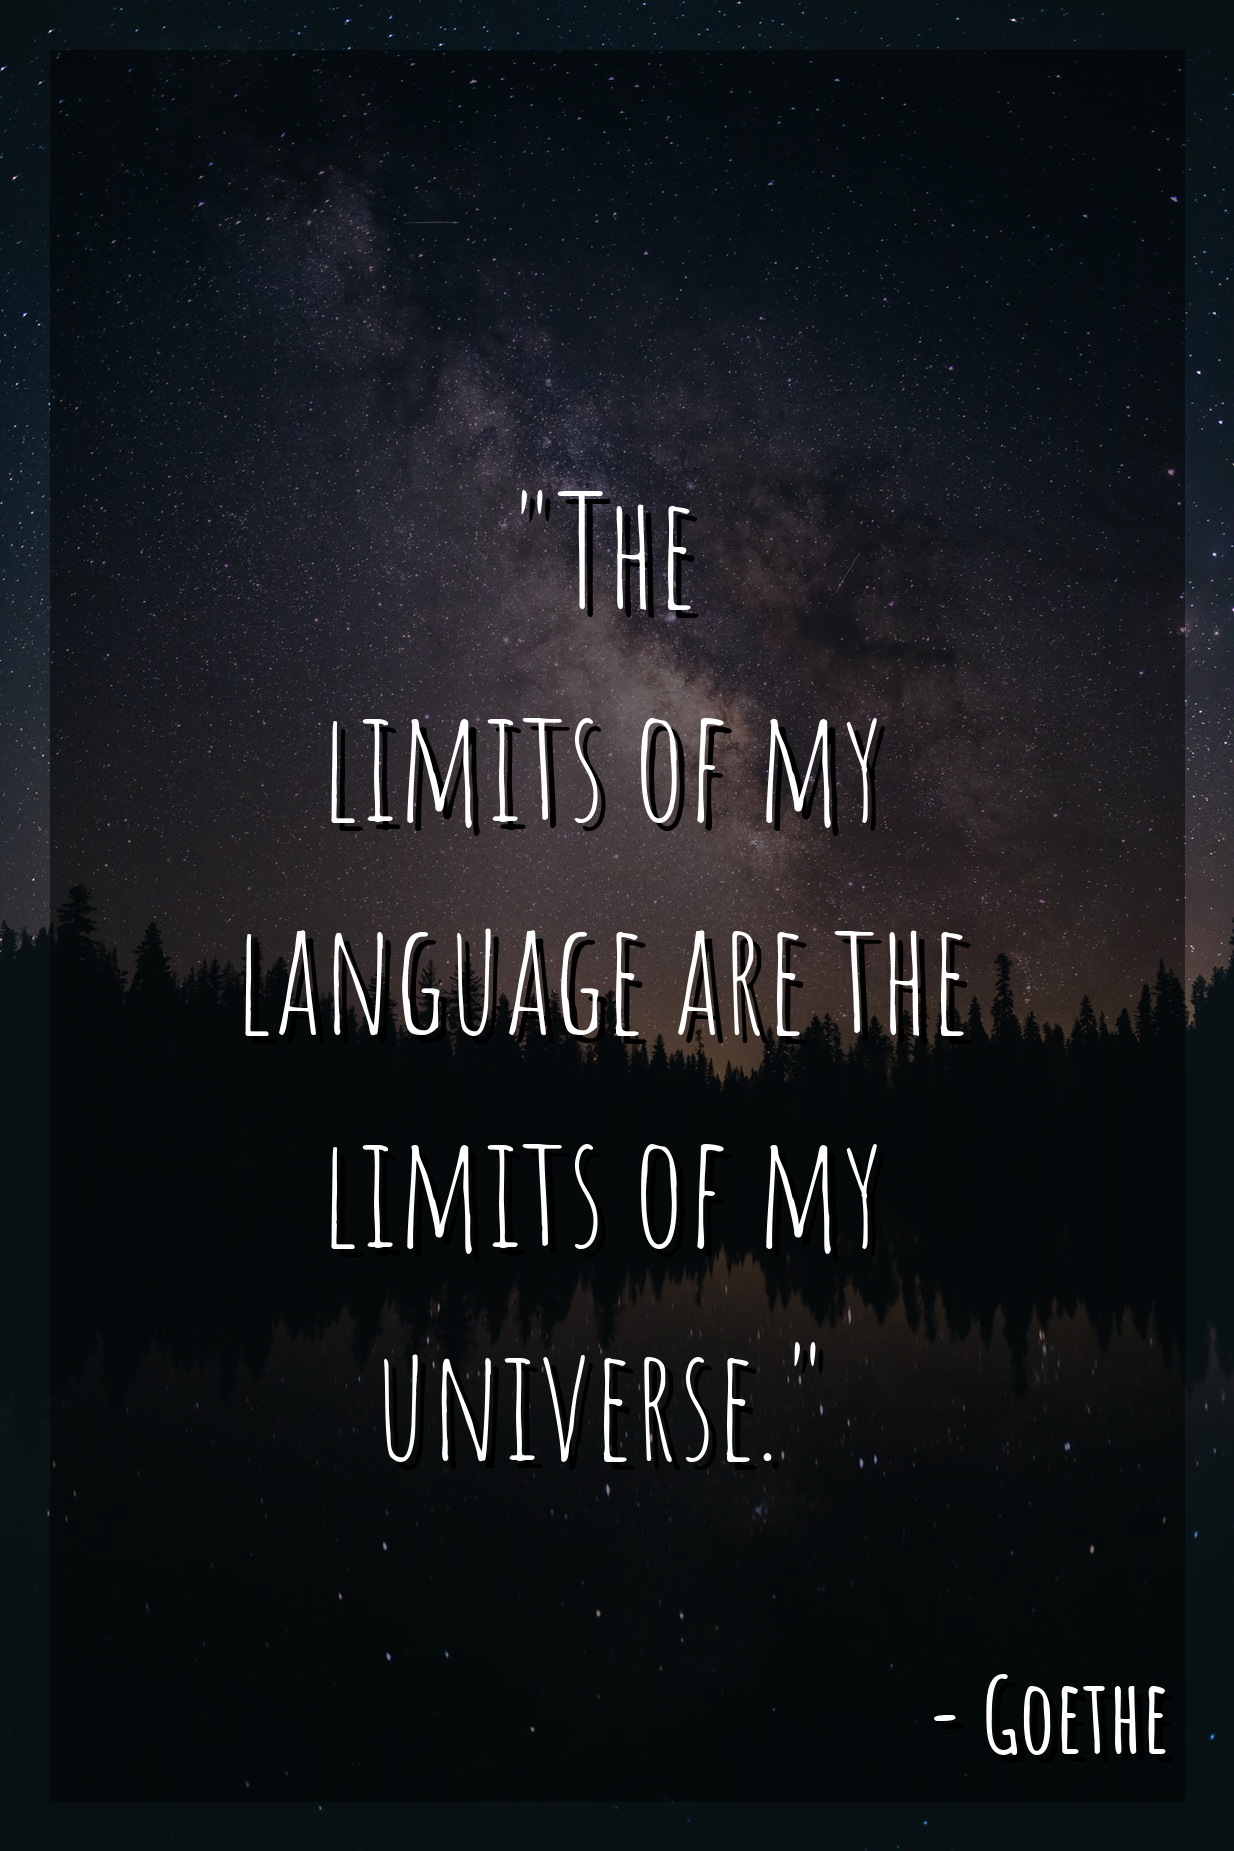 "The
limits of my
language are the
limits of my
universe."
- Goethe